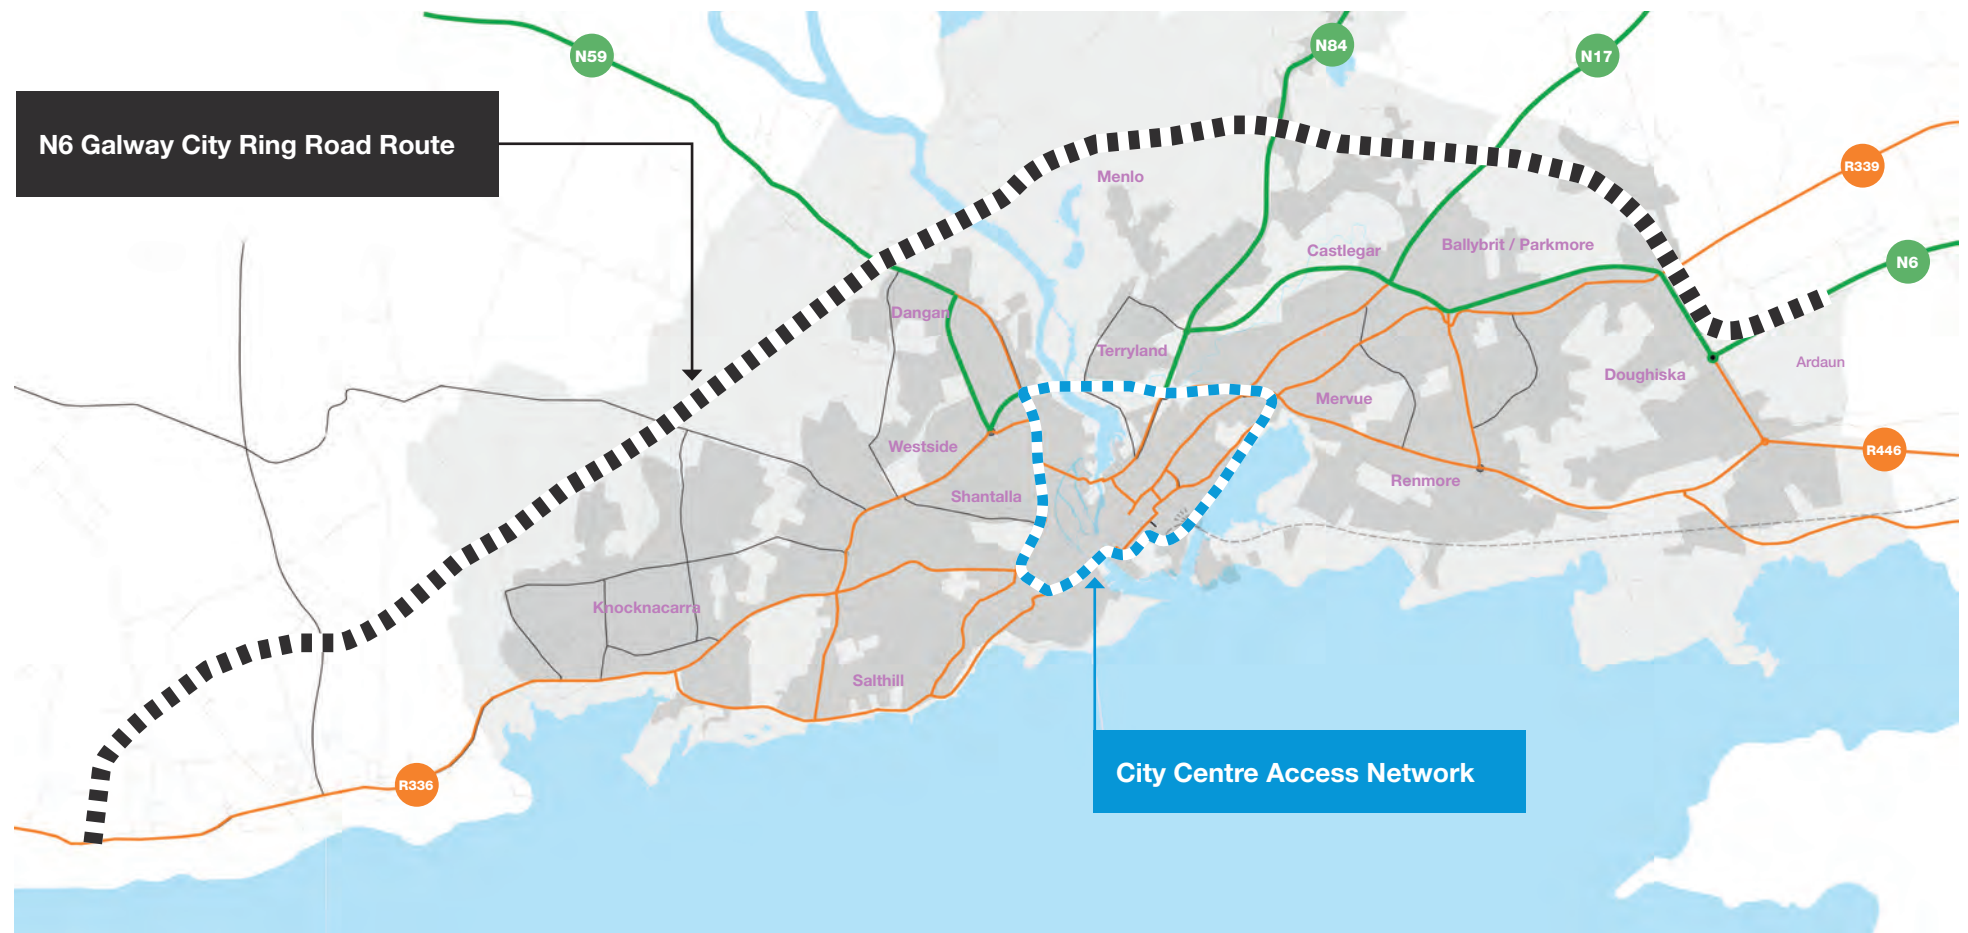 N84
N59
N17
N6 Galway City Ring Road Route
R339
Menlo
Castlegar
Ballybrit / Parkmore
N6
Dangan
Terryland
Ardaun
Doughiska
Mervue
Westside
R446
Renmore
Shantalla
Knocknacarra
Salthill
City Centre Access Network
R336